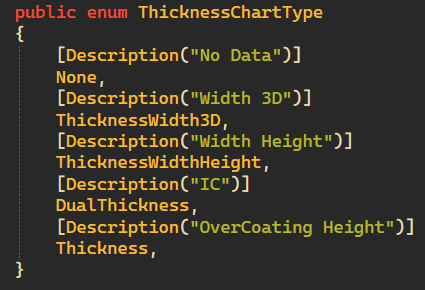 public enum ThicknessChartType
{
[Description("No Data")]
None,
[Description("Width 3D")]
ThicknessWidth3D,
[Description("Width Height")]
ThicknessWidthHeight,
[Description("IC")]
DualThickness,
[Description("OverCoating Height")]
Thickness,
}